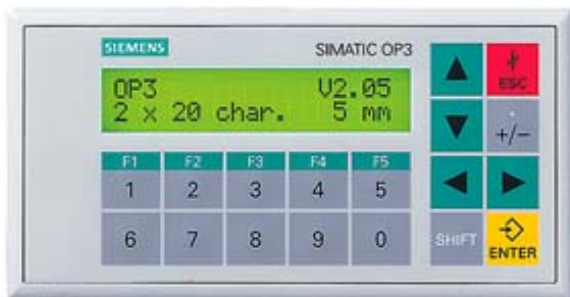 SIEMENS SIMATIC OP3
OP3 V2.05
2 x 20 char. 5 mm
ESC
+/-
F1 F2 F3 F4 F5
1 2 3 4 5
6 7 8 9 0
SHIFT ENTER